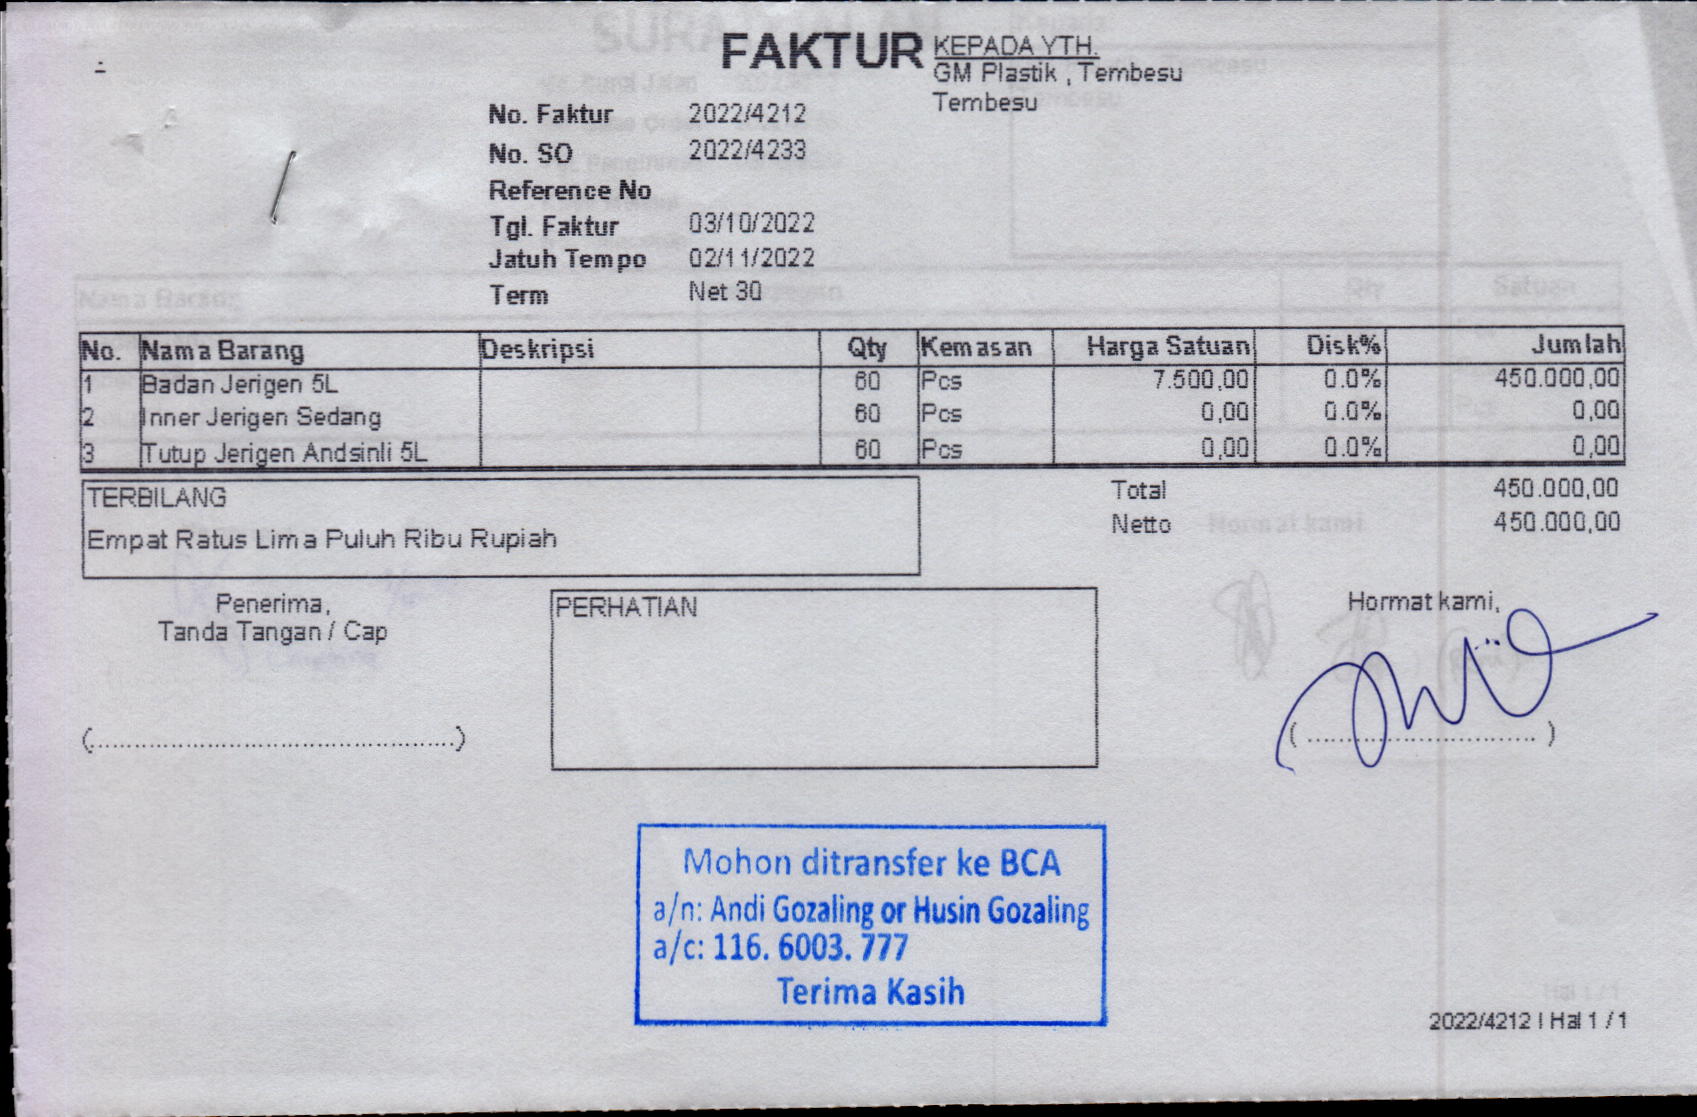 FAKTUR
KEPADA YTH.
GM Plastik , Tembesu
Tembesu
No. Faktur 2022/4212
No. SO 2022/4233
Reference No
Tgl. Faktur 03/10/2022
Jatuh Tempo 02/11/2022
Term Net 30
No. Nama Barang Deskripsi Qty Kemasan Harga Satuan Disk% Jumlah
1 Badan Jerigen 5L 60 Pcs 7.500,00 0.0% 450.000,00
2 Inner Jerigen Sedang 60 Pcs 0,00 0.0% 0,00
3 Tutup Jerigen Andsinli 5L 60 Pcs 0,00 0.0% 0,00
TERBILANG
Empat Ratus Lima Puluh Ribu Rupiah
Total 450.000,00
Netto 450.000,00
Penerima,
Tanda Tangan / Cap
PERHATIAN
Hormat kami,
Mohon ditransfer ke BCA
a/n: Andi Gozaling or Husin Gozaling
a/c: 116. 6003. 777
Terima Kasih
2022/4212 | Hal 1 / 1